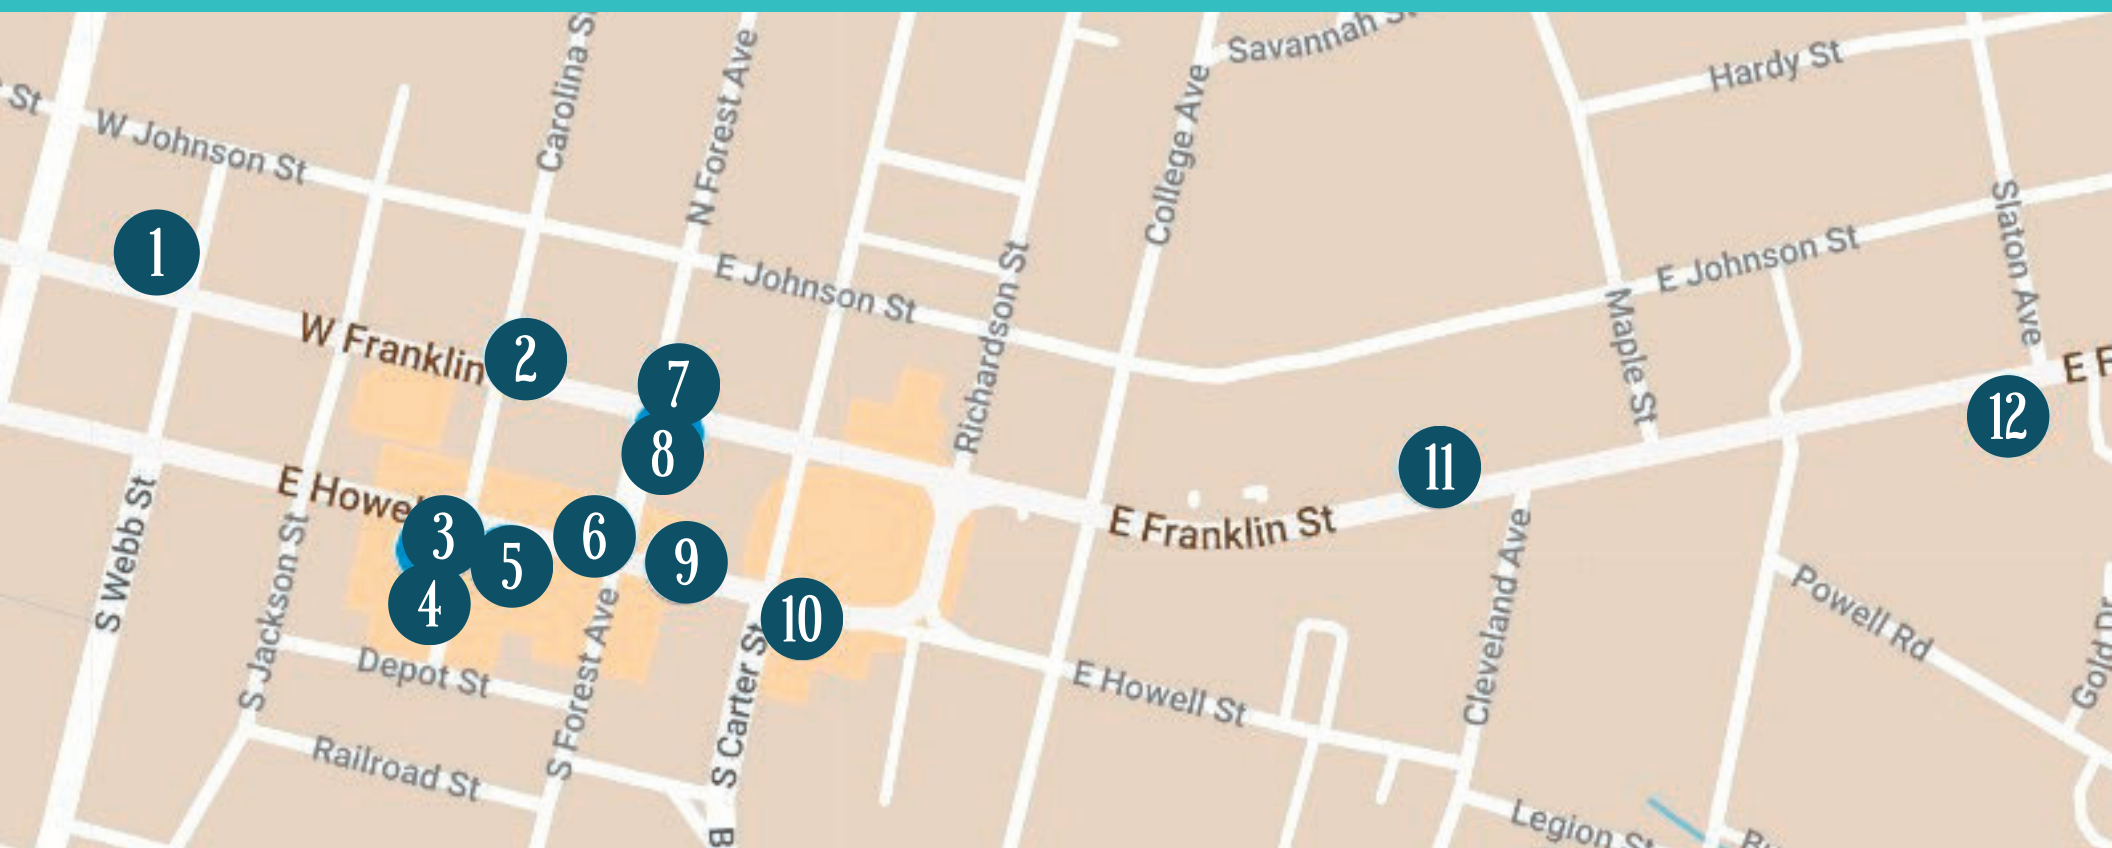 Savannah St
Carolina St
Hardy St
St
N Forest Ave
College Ave
W Johnson St
Slaton Ave
1
E Johnson St
E Johnson St
Richardson St
Maple St
W Franklin
2
7
E F
12
8
11
E Howe
S Webb St
3
6
E Franklin St
5
9
4
10
Cleveland Ave
S Jackson St
Powell Rd
Gold Dr
Depot St
S Forest Ave
S Carter St
E Howell St
Railroad St
Legion St
B